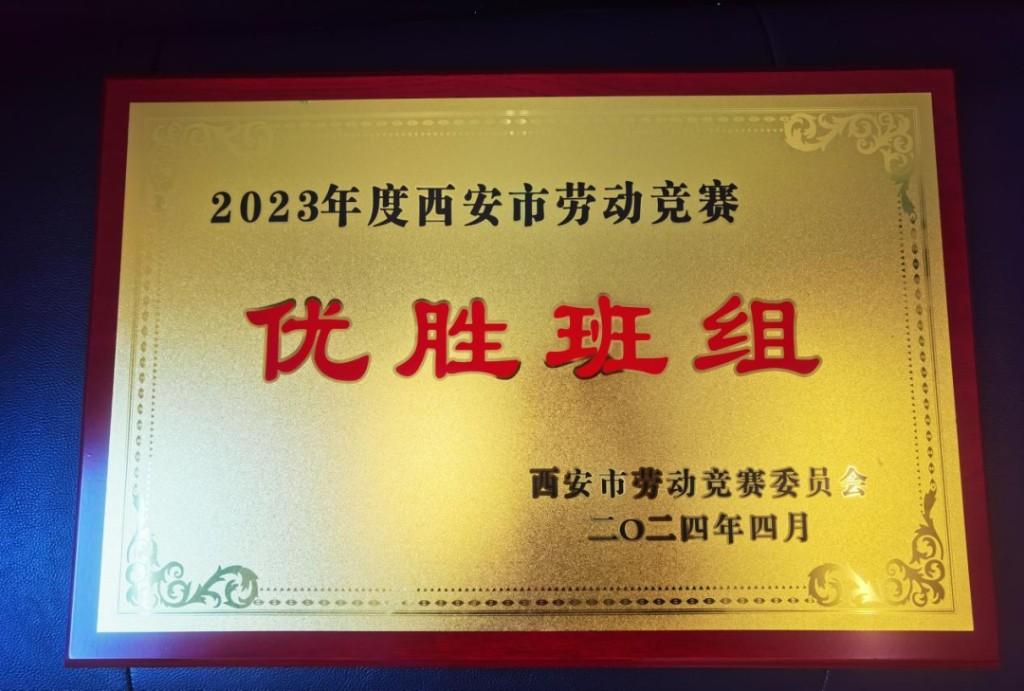 2023年度西安市劳动竞赛
优胜班组
西安市劳动竞赛委员会
二〇二四年四月